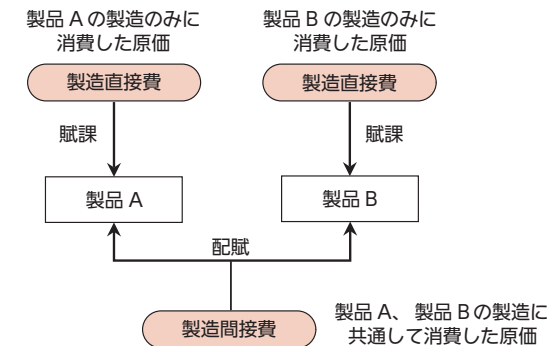 製品 A の製造のみに
消費した原価
製品 B の製造のみに
消費した原価
製造直接費
製造直接費
賦課
賦課
製品 A
製品 B
配賦
製造間接費
製品 A、 製品 B の製造に
共通して消費した原価